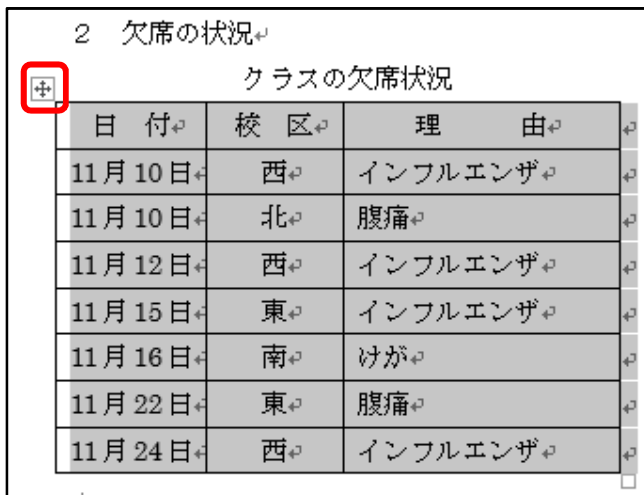 ２　欠席の状況
クラスの欠席状況
日　付 校　区 理　　　由
11月10日 西 インフルエンザ
11月10日 北 腹痛
11月12日 西 インフルエンザ
11月15日 東 インフルエンザ
11月16日 南 けが
11月22日 東 腹痛
11月24日 西 インフルエンザ